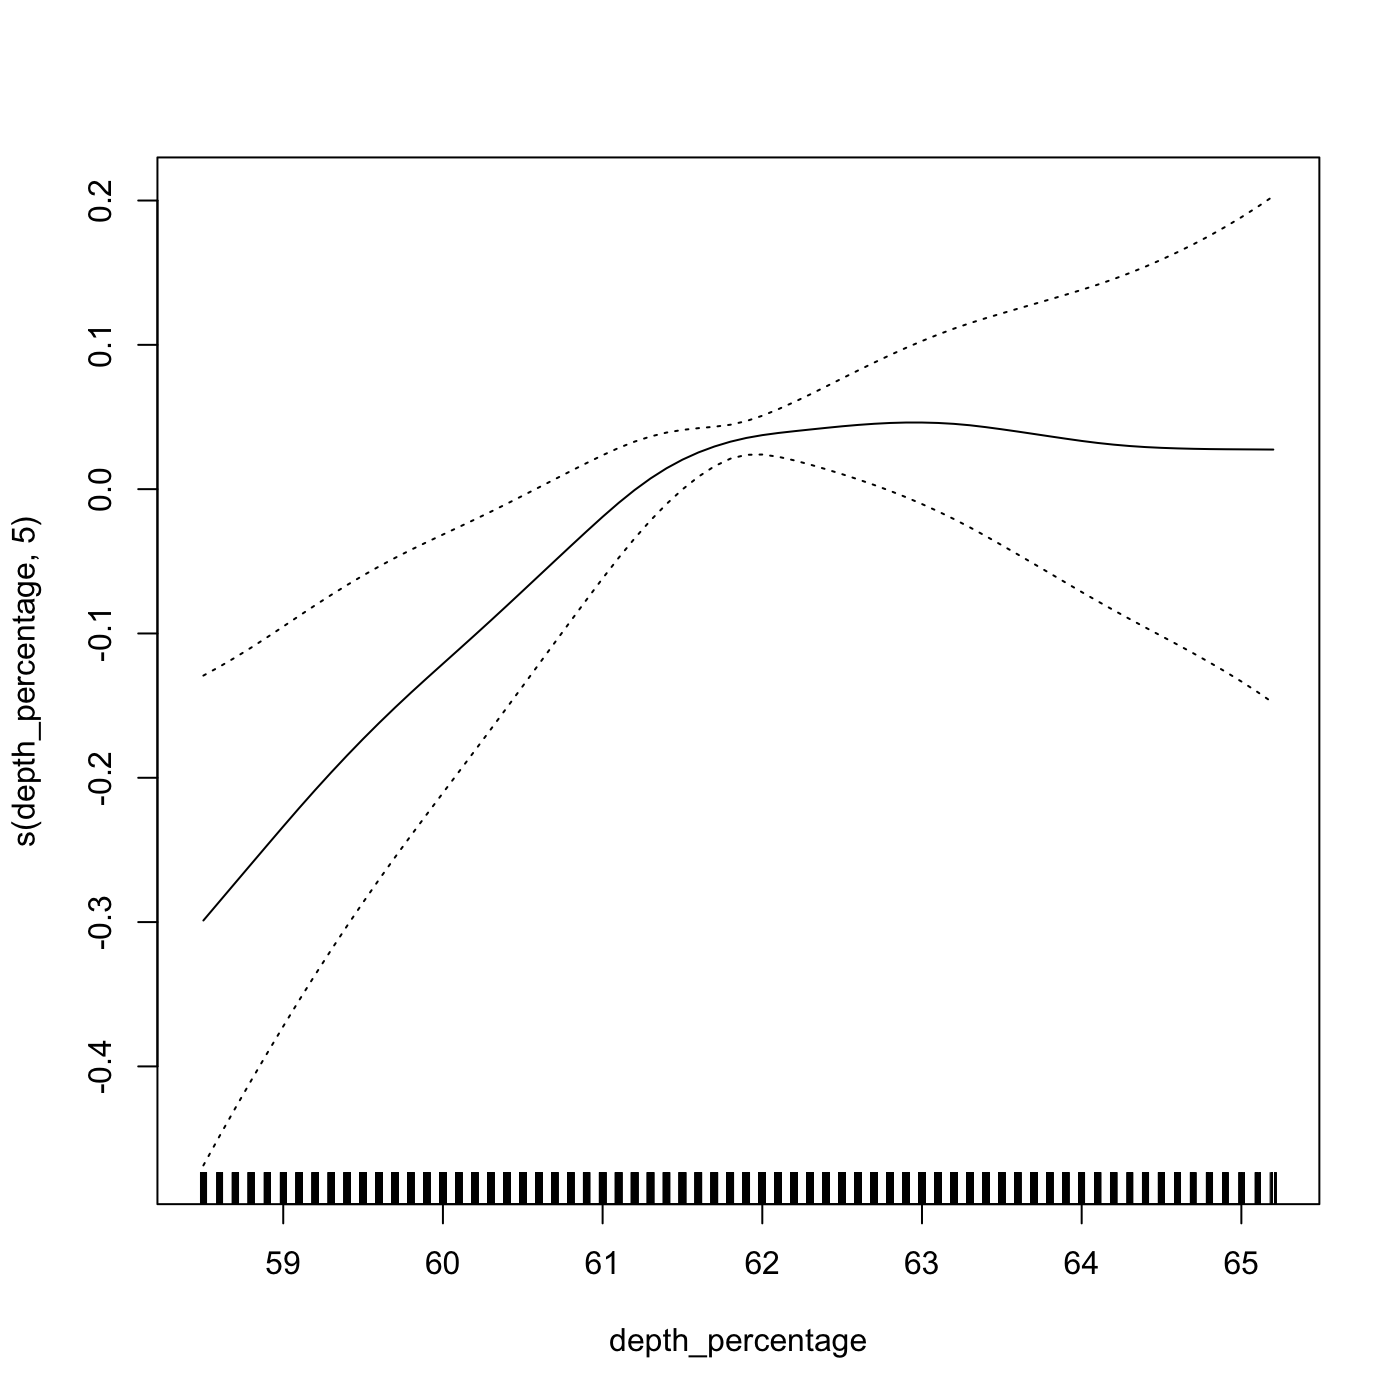 s(depth_percentage, 5)
0.2
0.1
0.0
-0.1
-0.2
-0.3
-0.4
59 60 61 62 63 64 65
depth_percentage